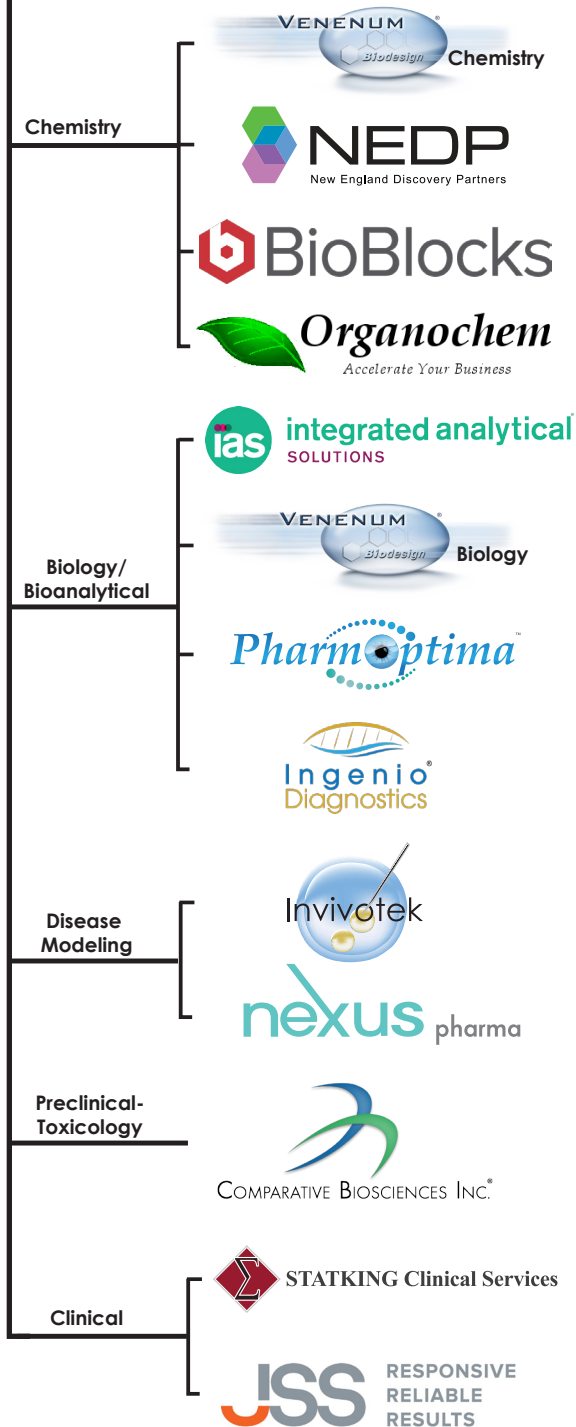 VENENUM®
Biodesign
Chemistry
Chemistry
NEDP
New England Discovery Partners
BioBlocks
Organochem
Accelerate Your Business
ias integrated analytical
SOLUTIONS
VENENUM®
Biodesign
Biology
Biology/
Bioanalytical
PharmOptima™
Ingenio®
Diagnostics
Invivotek
Disease
Modeling
nexus pharma
Preclinical-
Toxicology
COMPARATIVE BIOSCIENCES INC.®
Σ STATKING Clinical Services
Clinical
JSS
RESPONSIVE
RELIABLE
RESULTS